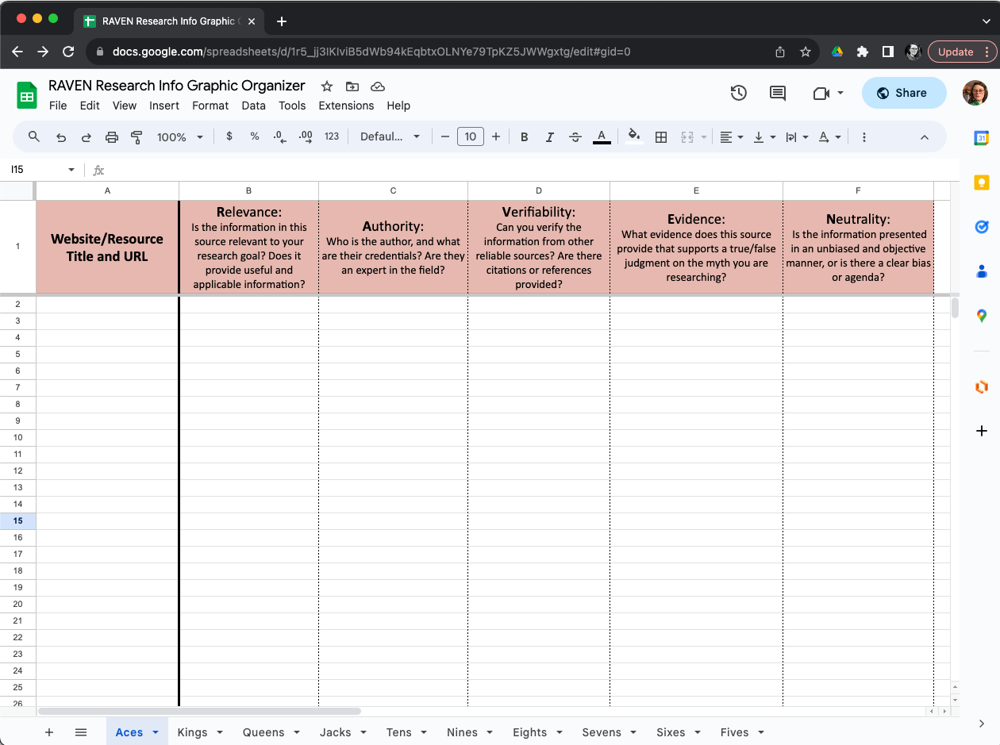 RAVEN Research Info Graphic
docs.google.com/spreadsheets/d/1r5_jj3IKIviB5dWb94kEqbtxOLNYe79TpKZ5JWWgxtg/edit#gid=0
Update
RAVEN Research Info Graphic Organizer
File Edit View Insert Format Data Tools Extensions Help
Share
100% $ % .0 .00 123 Defaul... 10 B I S A A
31
I15 fx
A B C D E F
1
Website/Resource
Title and URL
Relevance:
Is the information in this
source relevant to your
research goal? Does it
provide useful and
applicable information?
Authority:
Who is the author, and what
are their credentials? Are they
an expert in the field?
Verifiability:
Can you verify the
information from other
reliable sources? Are there
citations or references
provided?
Evidence:
What evidence does this source
provide that supports a true/false
judgment on the myth you are
researching?
Neutrality:
Is the information presented
in an unbiased and objective
manner, or is there a clear bias
or agenda?
2
3
4
5
6
7
8
9
10
11
12
13
14
15
16
17
18
19
20
21
22
23
24
25
26
Aces Kings Queens Jacks Tens Nines Eights Sevens Sixes Fives